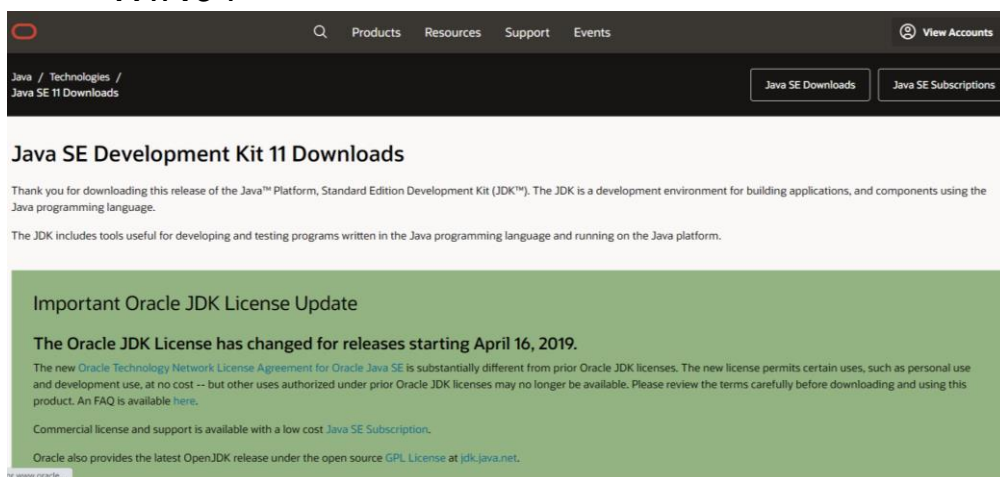 Products Resources Support Events View Accounts
Java / Technologies /
Java SE 11 Downloads
Java SE Downloads Java SE Subscriptions
Java SE Development Kit 11 Downloads
Thank you for downloading this release of the Java™ Platform, Standard Edition Development Kit (JDK™). The JDK is a development environment for building applications, and components using the
Java programming language.
The JDK includes tools useful for developing and testing programs written in the Java programming language and running on the Java platform.
Important Oracle JDK License Update
The Oracle JDK License has changed for releases starting April 16, 2019.
The new Oracle Technology Network License Agreement for Oracle Java SE is substantially different from prior Oracle JDK licenses. The new license permits certain uses, such as personal use
and development use, at no cost -- but other uses authorized under prior Oracle JDK licenses may no longer be available. Please review the terms carefully before downloading and using this
product. An FAQ is available here.
Commercial license and support is available with a low cost Java SE Subscription.
Oracle also provides the latest OpenJDK release under the open source GPL License at jdk.java.net.